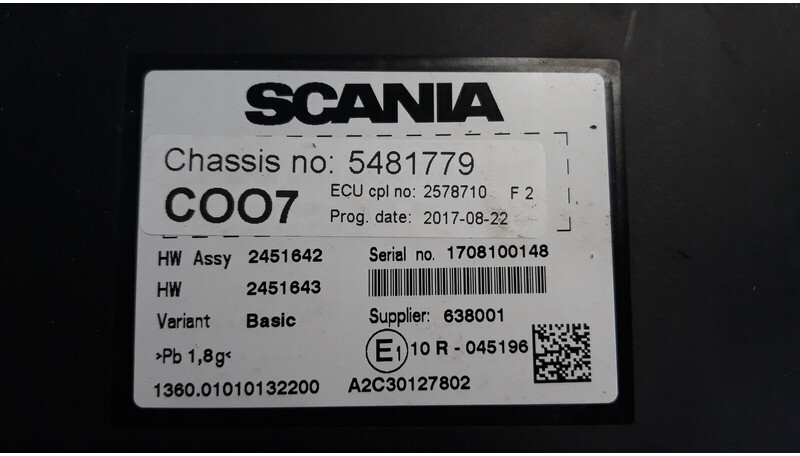 SCANIA
Chassis no: 5481779
COO7 ECU cpl no: 2578710 F 2
Prog. date: 2017-08-22
HW Assy 2451642 Serial no. 1708100148
HW 2451643
Variant Basic Supplier: 638001
>Pb 1,8g< E1 10 R - 045196
1360.01010132200 A2C30127802